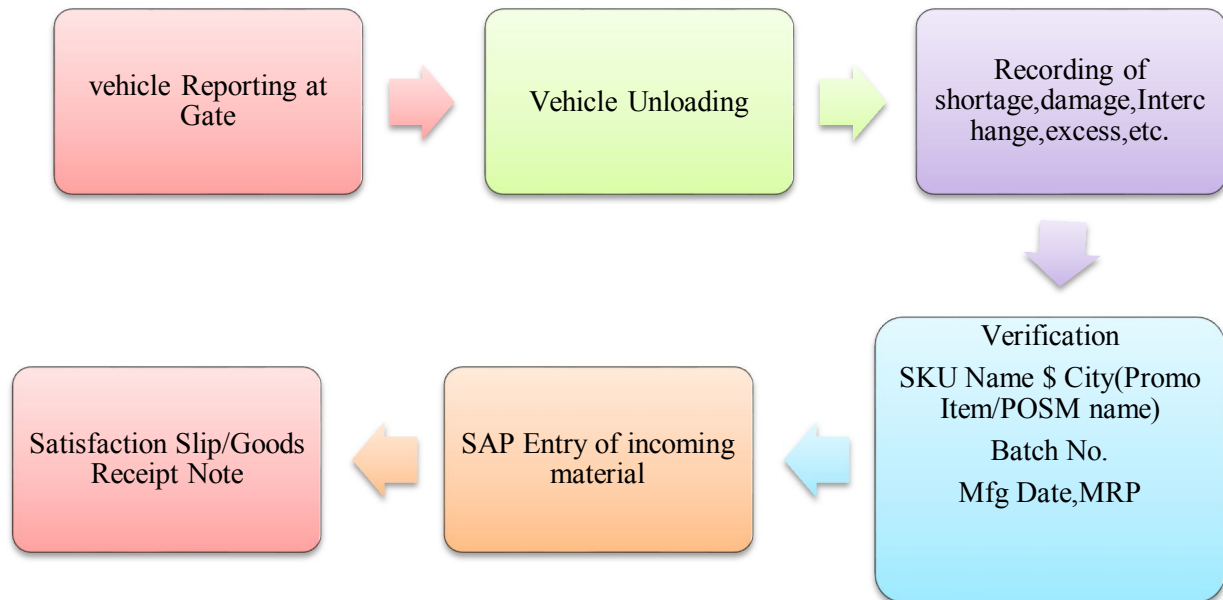 vehicle Reporting at
Gate
Vehicle Unloading
Recording of
shortage,damage,Interc
hange,excess,etc.
Verification
SKU Name $ City(Promo
Item/POSM name)
Batch No.
Mfg Date,MRP
SAP Entry of incoming
material
Satisfaction Slip/Goods
Receipt Note